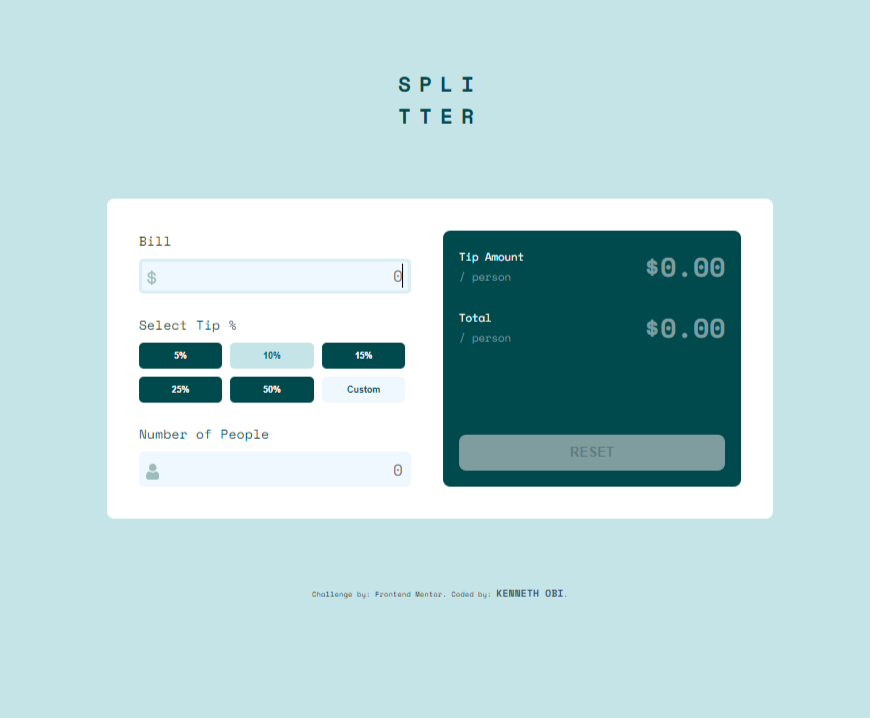 SPLI
TTER
Bill
$ 0
Select Tip %
5% 10% 15%
25% 50% Custom
Number of People
0
Tip Amount
/ person
$0.00
Total
/ person
$0.00
RESET
Challenge by: Frontend Mentor. Coded by: KENNETH OBI.